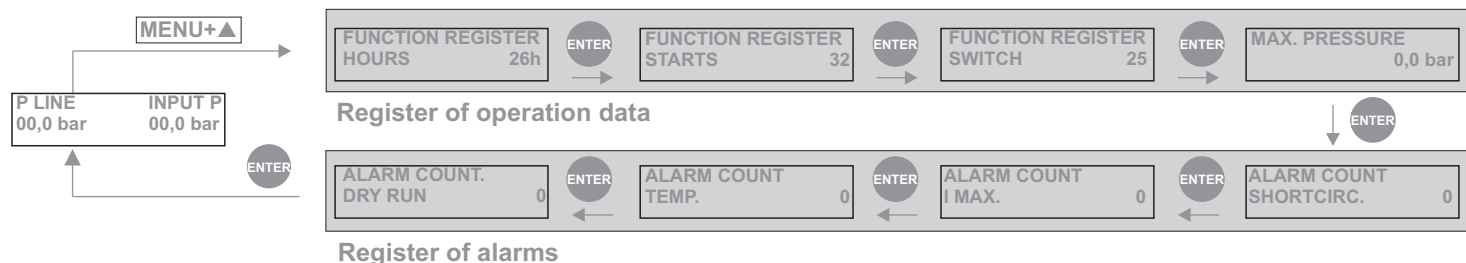 MENU+▲
P LINE INPUT P
00,0 bar 00,0 bar
FUNCTION REGISTER
HOURS 26h
ENTER
FUNCTION REGISTER
STARTS 32
ENTER
FUNCTION REGISTER
SWITCH 25
ENTER
MAX. PRESSURE
0,0 bar
Register of operation data
ENTER
ALARM COUNT
SHORTCIRC. 0
ENTER
ALARM COUNT
I MAX. 0
ENTER
ALARM COUNT
TEMP. 0
ENTER
ALARM COUNT.
DRY RUN 0
ENTER
Register of alarms